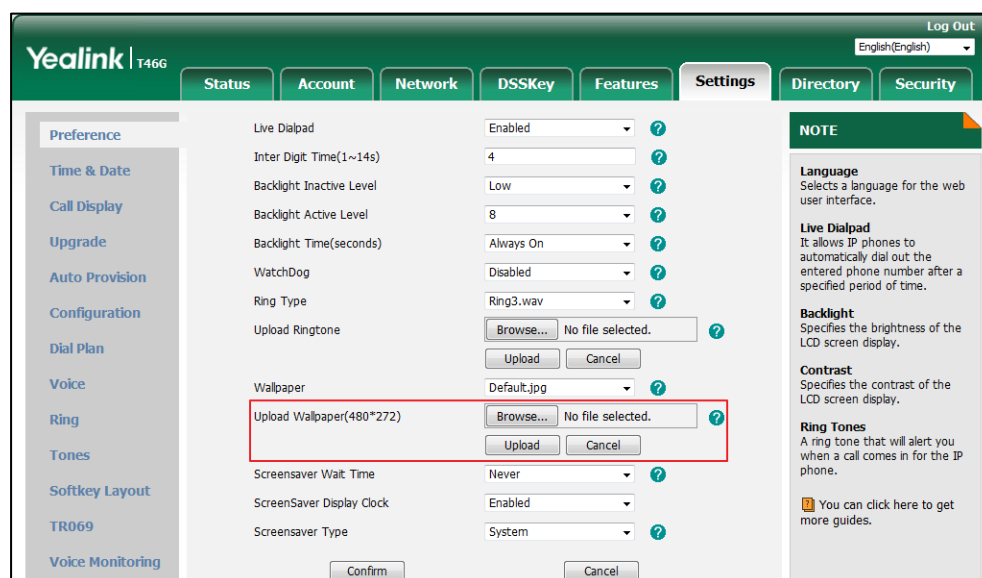 Log Out
Yealink T46G
English(English)
Status Account Network DSSKey Features Settings Directory Security
Preference
Time & Date
Call Display
Upgrade
Auto Provision
Configuration
Dial Plan
Voice
Ring
Tones
Softkey Layout
TR069
Voice Monitoring
Live Dialpad Enabled ?
Inter Digit Time(1~14s) 4 ?
Backlight Inactive Level Low ?
Backlight Active Level 8 ?
Backlight Time(seconds) Always On ?
WatchDog Disabled ?
Ring Type Ring3.wav ?
Upload Ringtone Browse... No file selected. ?
Upload Cancel
Wallpaper Default.jpg ?
Upload Wallpaper(480*272) Browse... No file selected. ?
Upload Cancel
Screensaver Wait Time Never ?
ScreenSaver Display Clock Enabled
Screensaver Type System ?
Confirm Cancel
NOTE
Language
Selects a language for the web
user interface.
Live Dialpad
It allows IP phones to
automatically dial out the
entered phone number after a
specified period of time.
Backlight
Specifies the brightness of the
LCD screen display.
Contrast
Specifies the contrast of the
LCD screen display.
Ring Tones
A ring tone that will alert you
when a call comes in for the IP
phone.
? You can click here to get
more guides.